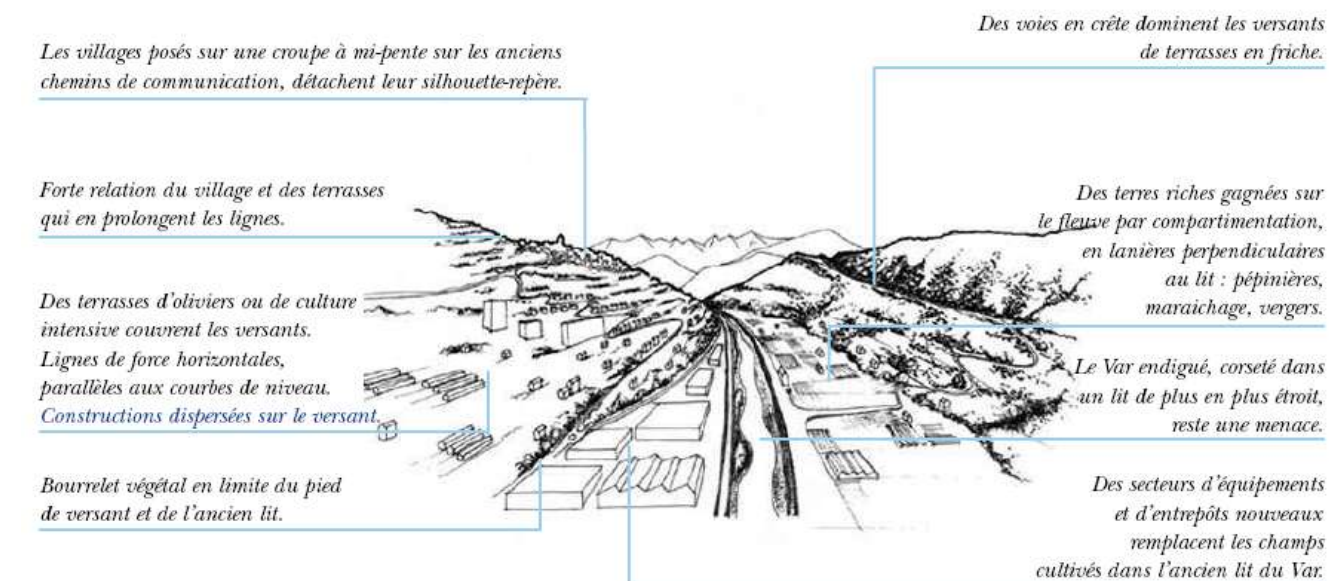 Les villages posés sur une croupe à mi-pente sur les anciens
chemins de communication, détachent leur silhouette-repère.
Forte relation du village et des terrasses
qui en prolongent les lignes.
Des terrasses d'oliviers ou de culture
intensive couvrent les versants.
Lignes de force horizontales,
parallèles aux courbes de niveau.
Constructions dispersées sur le versant.
Bourrelet végétal en limite du pied
de versant et de l'ancien lit.
Des voies en crête dominent les versants
de terrasses en friche.
Des terres riches gagnées sur
le fleuve par compartimentation,
en lanières perpendiculaires
au lit : pépinières,
maraichage, vergers.
Le Var endigué, corseté dans
un lit de plus en plus étroit,
reste une menace.
Des secteurs d'équipements
et d'entrepôts nouveaux
remplacent les champs
cultivés dans l'ancien lit du Var.